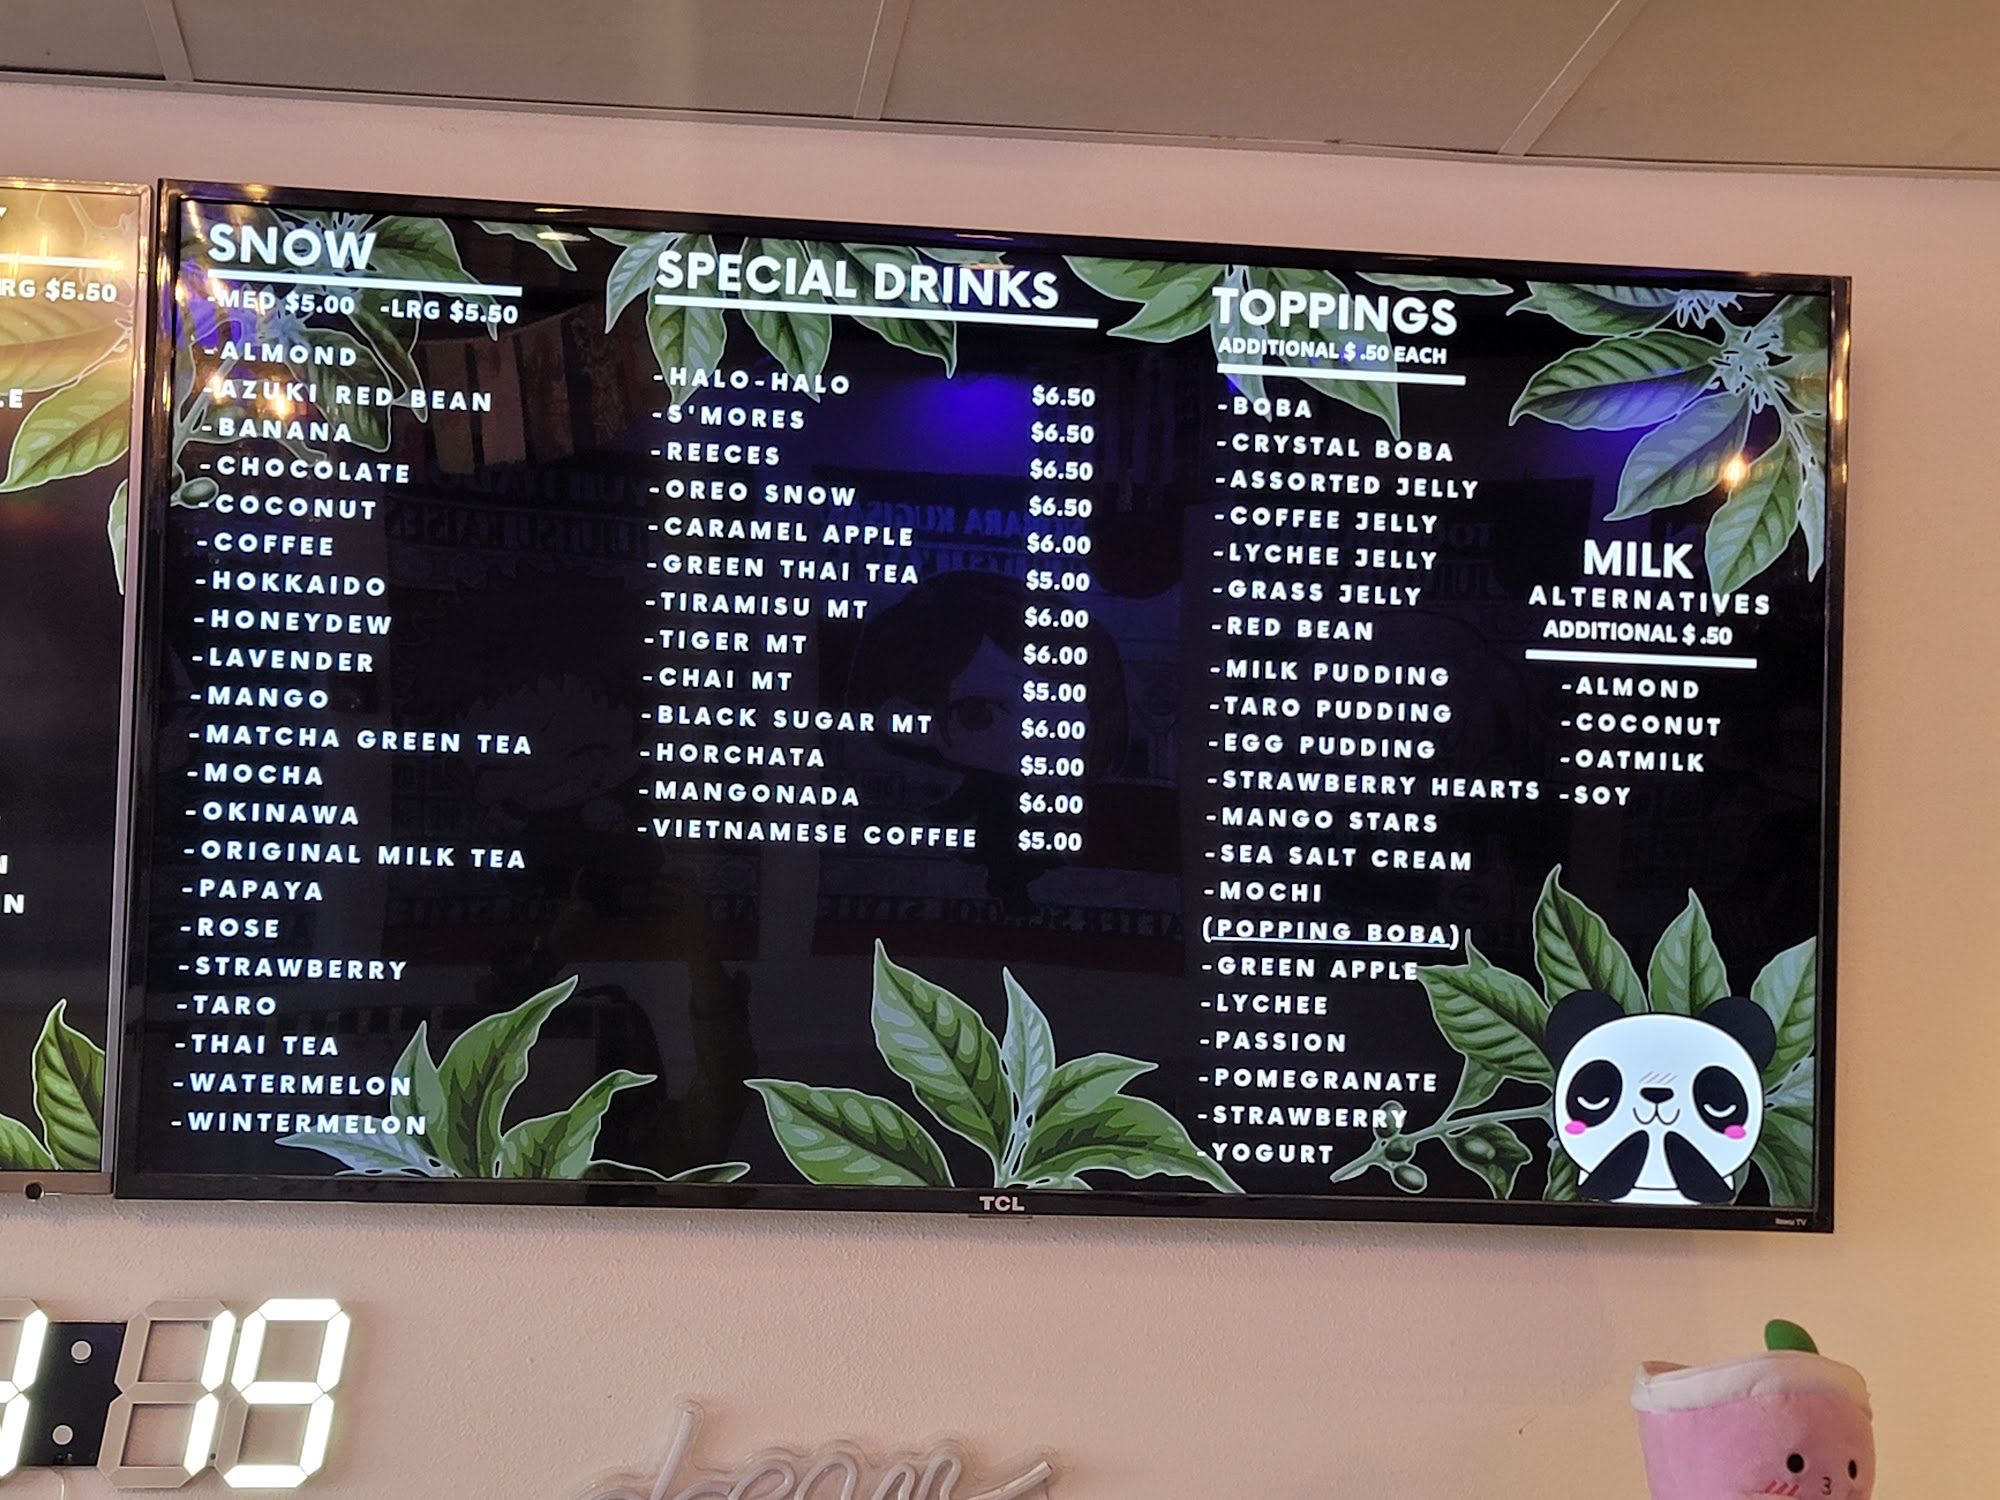 RG $5.50
SNOW
-MED $5.00 -LRG $5.50
-ALMOND
-AZUKI RED BEAN
-BANANA
-CHOCOLATE
-COCONUT
-COFFEE
-HOKKAIDO
-HONEYDEW
-LAVENDER
-MANGO
-MATCHA GREEN TEA
-MOCHA
-OKINAWA
-ORIGINAL MILK TEA
-PAPAYA
-ROSE
-STRAWBERRY
-TARO
-THAI TEA
-WATERMELON
-WINTERMELON
SPECIAL DRINKS
-HALO-HALO $6.50
-S'MORES $6.50
-REECES $6.50
-OREO SNOW $6.50
-CARAMEL APPLE $6.00
-GREEN THAI TEA $5.00
-TIRAMISU MT $6.00
-TIGER MT $6.00
-CHAI MT $5.00
-BLACK SUGAR MT $6.00
-HORCHATA $5.00
-MANGONADA $6.00
-VIETNAMESE COFFEE $5.00
TOPPINGS
ADDITIONAL $ .50 EACH
-BOBA
-CRYSTAL BOBA
-ASSORTED JELLY
-COFFEE JELLY
-LYCHEE JELLY
-GRASS JELLY
-RED BEAN
-MILK PUDDING
-TARO PUDDING
-EGG PUDDING
-STRAWBERRY HEARTS
-MANGO STARS
-SEA SALT CREAM
-MOCHI
(POPPING BOBA)
-GREEN APPLE
-LYCHEE
-PASSION
-POMEGRANATE
-STRAWBERRY
-YOGURT
MILK
ALTERNATIVES
ADDITIONAL $ .50
-ALMOND
-COCONUT
-OATMILK
-SOY
TCL
Roku TV
:19